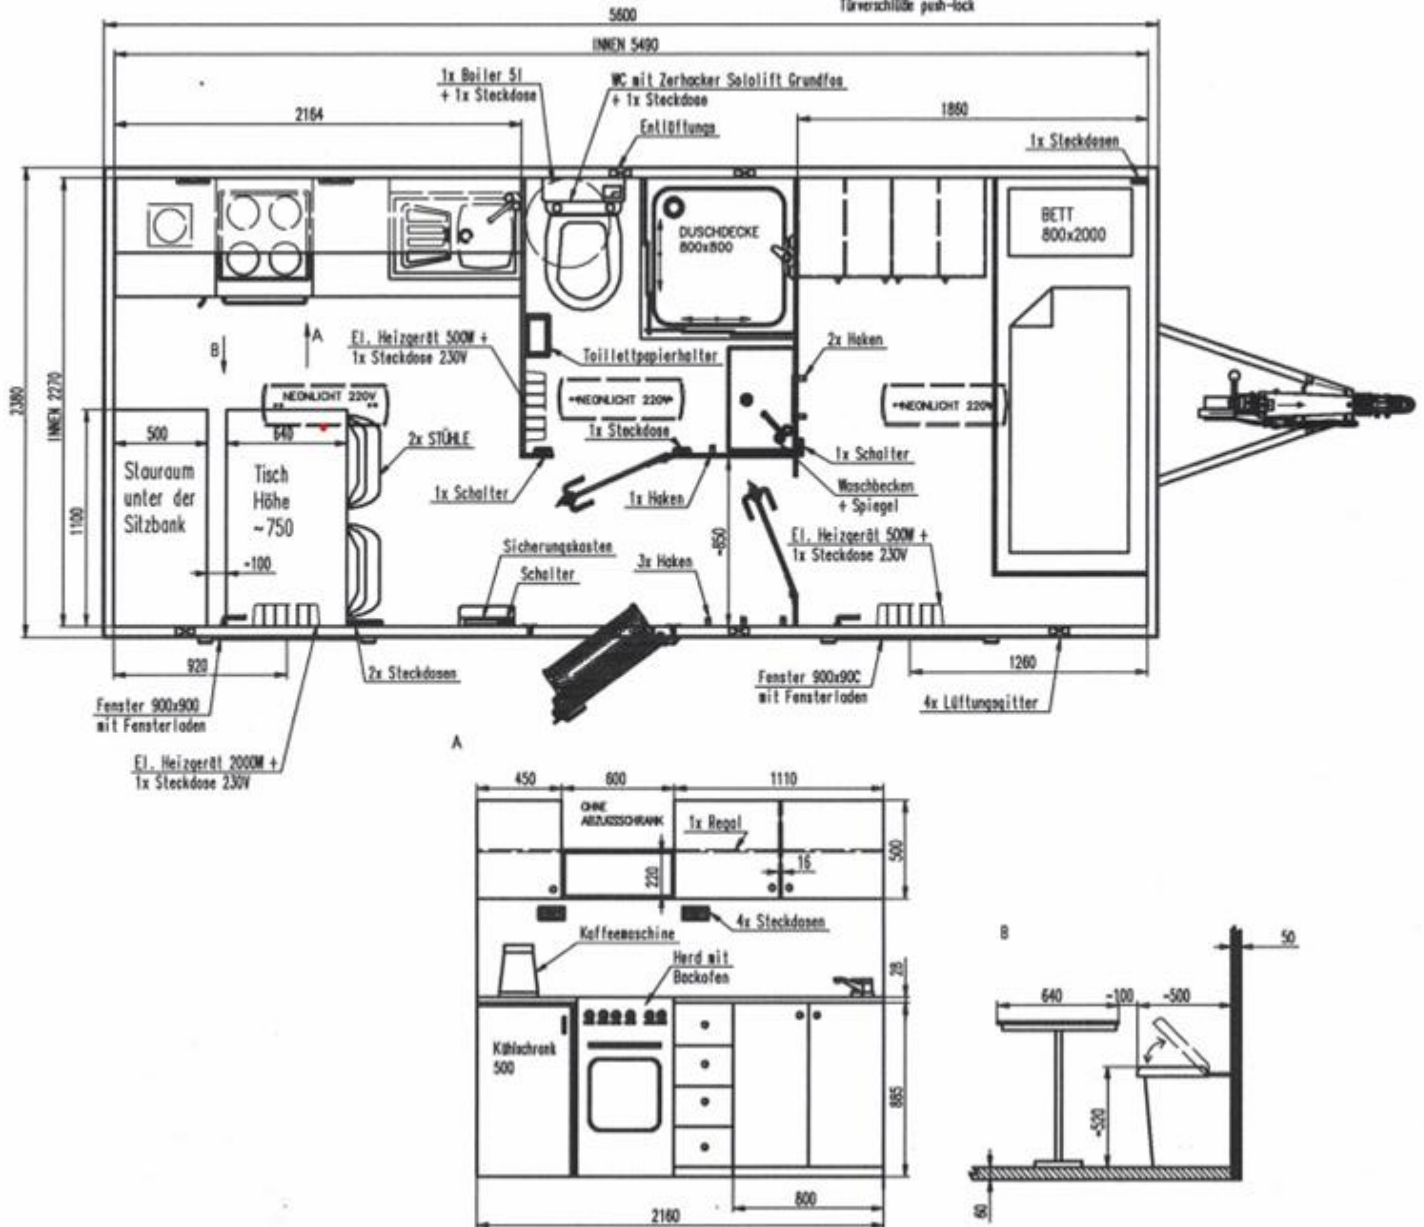 Türverschlüße push-lock
5600
INNEN 5490
1x Boiler 5l
+ 1x Steckdose
WC mit Zerhacker Sololift Grundfos
+ 1x Steckdose
2164
1860
Entlüftungs
1x Steckdosen
BETT
800x2000
DUSCHDECKE
800x800
2380
INNEN 2270
B
A
El. Heizgerät 500W +
1x Steckdose 230V
Toillettpapierhalter
2x Haken
NEONLICHT 220V
NEONLICHT 220V
NEONLICHT 220V
500
640
2x STÜHLE
1x Steckdose
1x Schalter
Stauraum
unter der
Sitzbank
Tisch
Höhe
~750
1100
~100
1x Schalter
1x Haken
Waschbecken
+ Spiegel
~850
El. Heizgerät 500W +
1x Steckdose 230V
Sicherungskasten
Schalter
3x Haken
920
2x Steckdosen
1260
Fenster 900x900
mit Fensterladen
Fenster 900x90C
mit Fensterladen
4x Lüftungsgitter
El. Heizgerät 2000W +
1x Steckdose 230V
A
450
600
1110
OHNE
ABZUGSSCHRANK
1x Regal
16
220
500
4x Steckdosen
Kaffeemaschine
Herd mit
Backofen
28
Kühlschrank
500
885
800
2160
B
50
640
~100
~500
~520
60